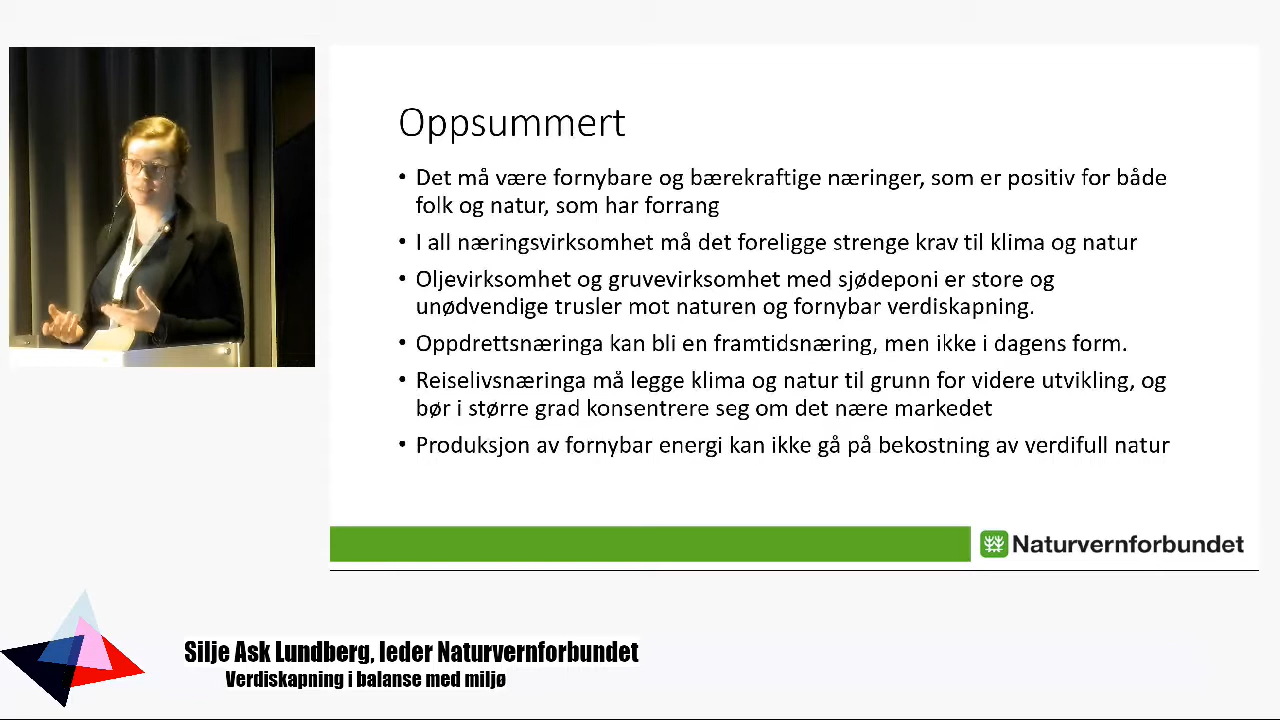 Oppsummert
• Det må være fornybare og bærekraftige næringer, som er positiv for både
folk og natur, som har forrang
• I all næringsvirksomhet må det foreligge strenge krav til klima og natur
• Oljevirksomhet og gruvevirksomhet med sjødeponi er store og
unødvendige trusler mot naturen og fornybar verdiskapning.
• Oppdrettsnæringa kan bli en framtidsnæring, men ikke i dagens form.
• Reiselivsnæringa må legge klima og natur til grunn for videre utvikling, og
bør i større grad konsentrere seg om det nære markedet
• Produksjon av fornybar energi kan ikke gå på bekostning av verdifull natur
Naturvernforbundet
Silje Ask Lundberg, leder Naturvernforbundet
Verdiskapning i balanse med miljø